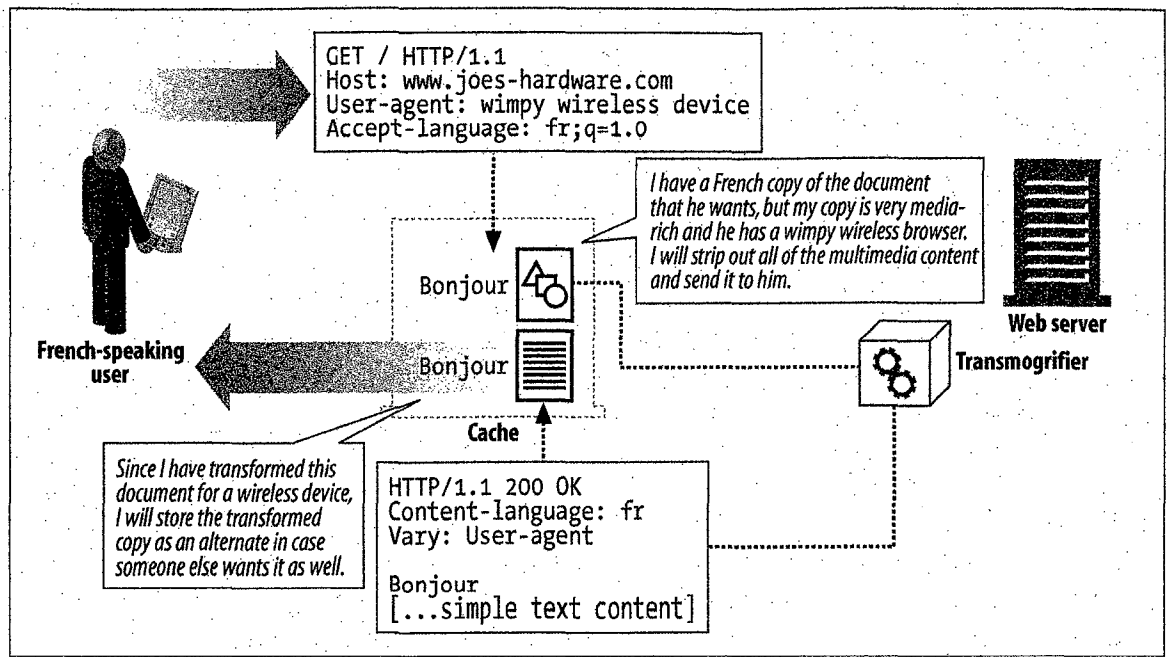 GET / HTTP/1.1
Host: www.joes-hardware.com
User-agent: wimpy wireless device
Accept-language: fr;q=1.0
I have a French copy of the document
that he wants, but my copy is very media-
rich and he has a wimpy wireless browser.
I will strip out all of the multimedia content
and send it to him.
Bonjour
Web server
French-speaking
user
Bonjour
Transmogrifier
Cache
Since I have transformed this
document for a wireless device,
I will store the transformed
copy as an alternate in case
someone else wants it as well.
HTTP/1.1 200 OK
Content-language: fr
Vary: User-agent
Bonjour
[...simple text content]